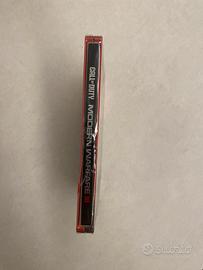 CALL OF DUTY
MODERN WARFARE III
subito.it